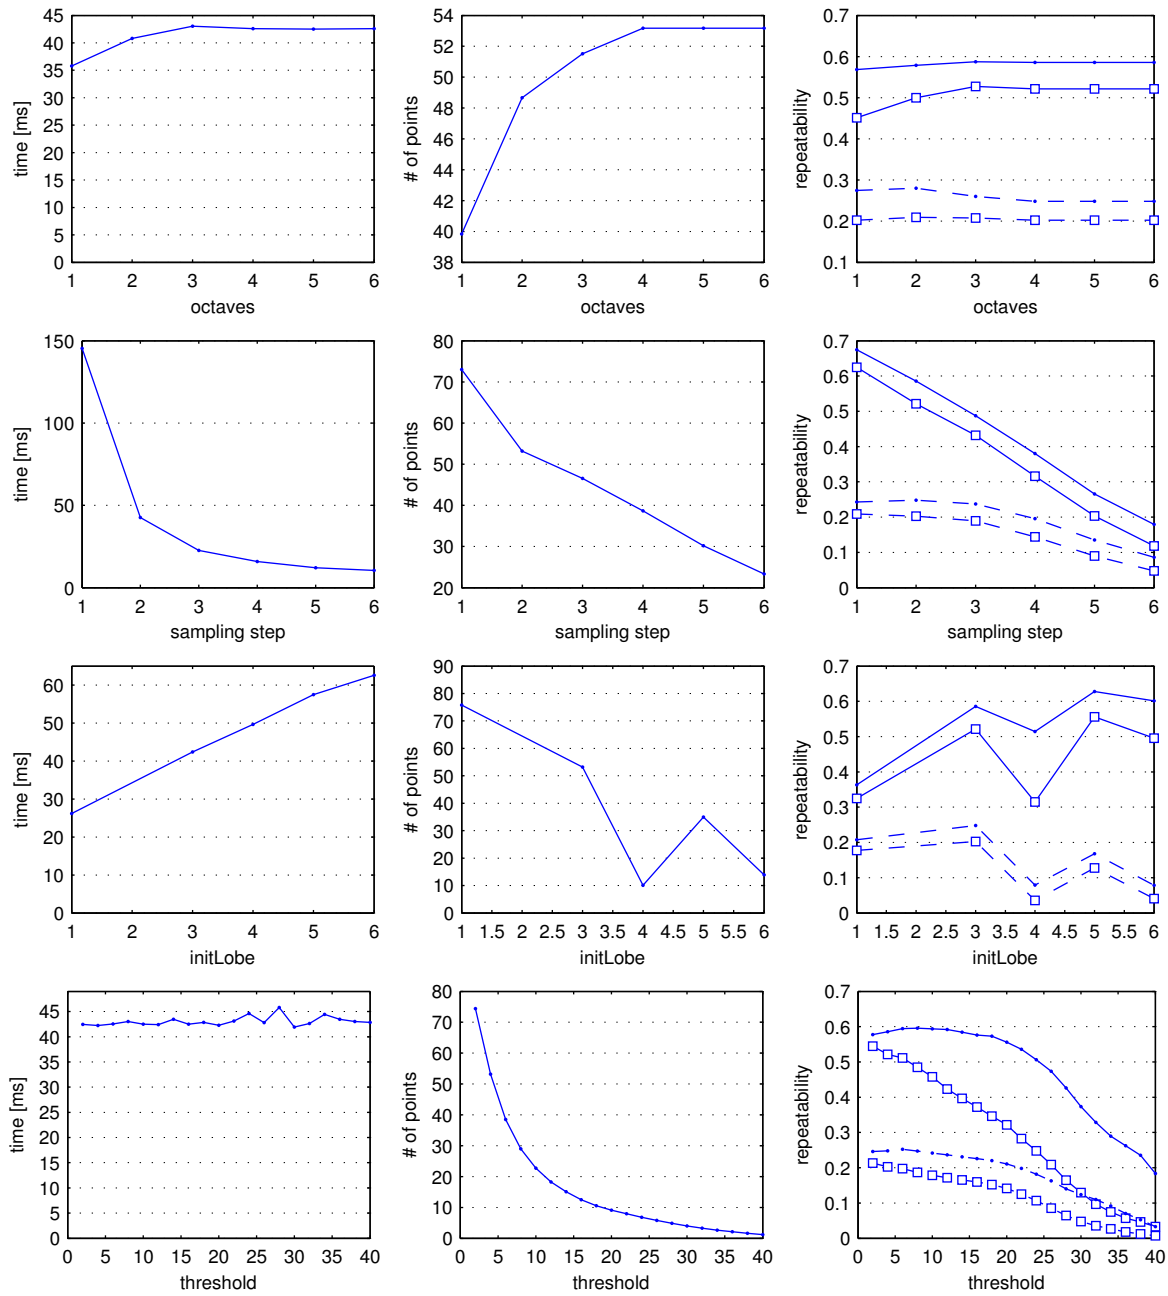 time [ms]
45
40
35
30
25
20
15
10
5
0
1 2 3 4 5 6
octaves
# of points
54
52
50
48
46
44
42
40
38
1 2 3 4 5 6
octaves
repeatability
0.7
0.6
0.5
0.4
0.3
0.2
0.1
1 2 3 4 5 6
octaves
time [ms]
150
100
50
0
1 2 3 4 5 6
sampling step
# of points
80
70
60
50
40
30
20
1 2 3 4 5 6
sampling step
repeatability
0.7
0.6
0.5
0.4
0.3
0.2
0.1
0
1 2 3 4 5 6
sampling step
time [ms]
60
50
40
30
20
10
0
1 2 3 4 5 6
initLobe
# of points
90
80
70
60
50
40
30
20
10
0
1 1.5 2 2.5 3 3.5 4 4.5 5 5.5 6
initLobe
repeatability
0.7
0.6
0.5
0.4
0.3
0.2
0.1
0
1 1.5 2 2.5 3 3.5 4 4.5 5 5.5 6
initLobe
time [ms]
45
40
35
30
25
20
15
10
5
0
0 5 10 15 20 25 30 35 40
threshold
# of points
80
70
60
50
40
30
20
10
0
0 5 10 15 20 25 30 35 40
threshold
repeatability
0.7
0.6
0.5
0.4
0.3
0.2
0.1
0
0 5 10 15 20 25 30 35 40
threshold